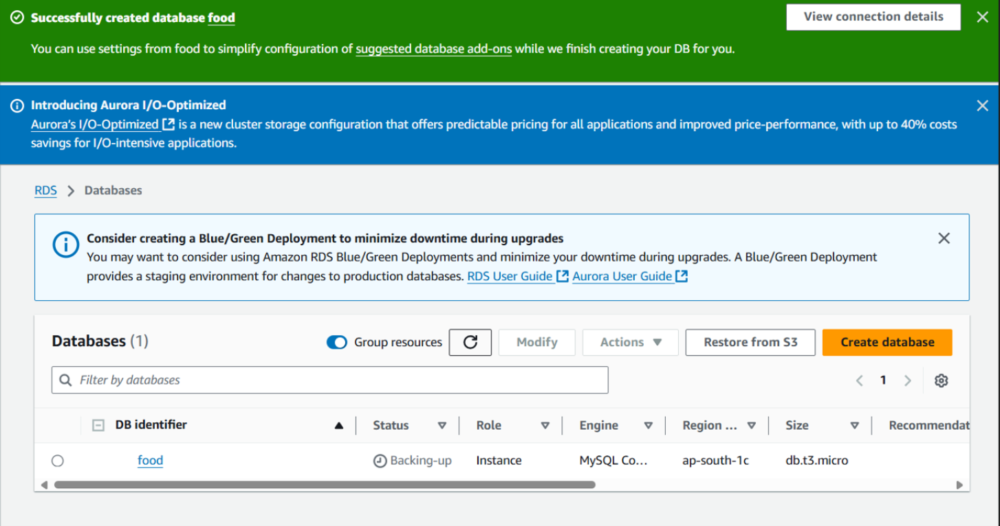 Successfully created database food
View connection details
You can use settings from food to simplify configuration of suggested database add-ons while we finish creating your DB for you.
Introducing Aurora I/O-Optimized
Aurora's I/O-Optimized is a new cluster storage configuration that offers predictable pricing for all applications and improved price-performance, with up to 40% costs
savings for I/O-intensive applications.
RDS > Databases
Consider creating a Blue/Green Deployment to minimize downtime during upgrades
You may want to consider using Amazon RDS Blue/Green Deployments and minimize your downtime during upgrades. A Blue/Green Deployment
provides a staging environment for changes to production databases. RDS User Guide Aurora User Guide
Databases (1) Group resources Modify Actions Restore from S3 Create database
Filter by databases 1
DB identifier Status Role Engine Region ... Size Recommendat
food Backing-up Instance MySQL Co... ap-south-1c db.t3.micro